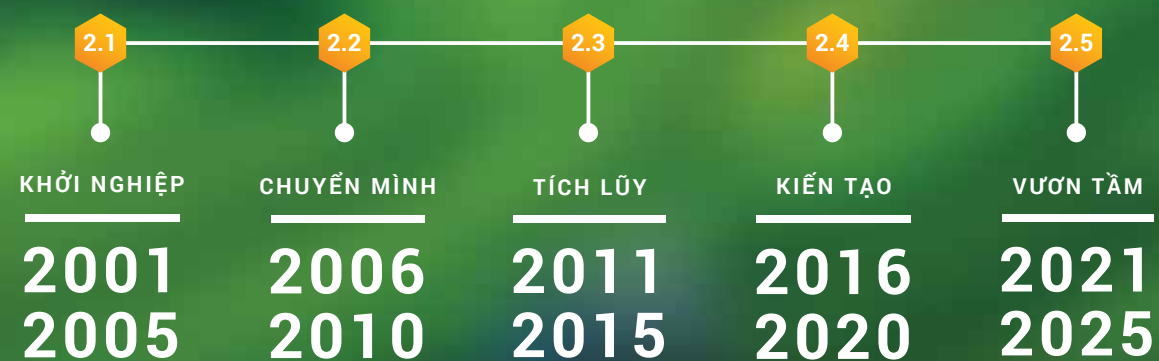 2.1 2.2 2.3 2.4 2.5
KHỞI NGHIỆP CHUYỂN MÌNH TÍCH LŨY KIẾN TẠO VƯƠN TẦM
2001 2006 2011 2016 2021
2005 2010 2015 2020 2025